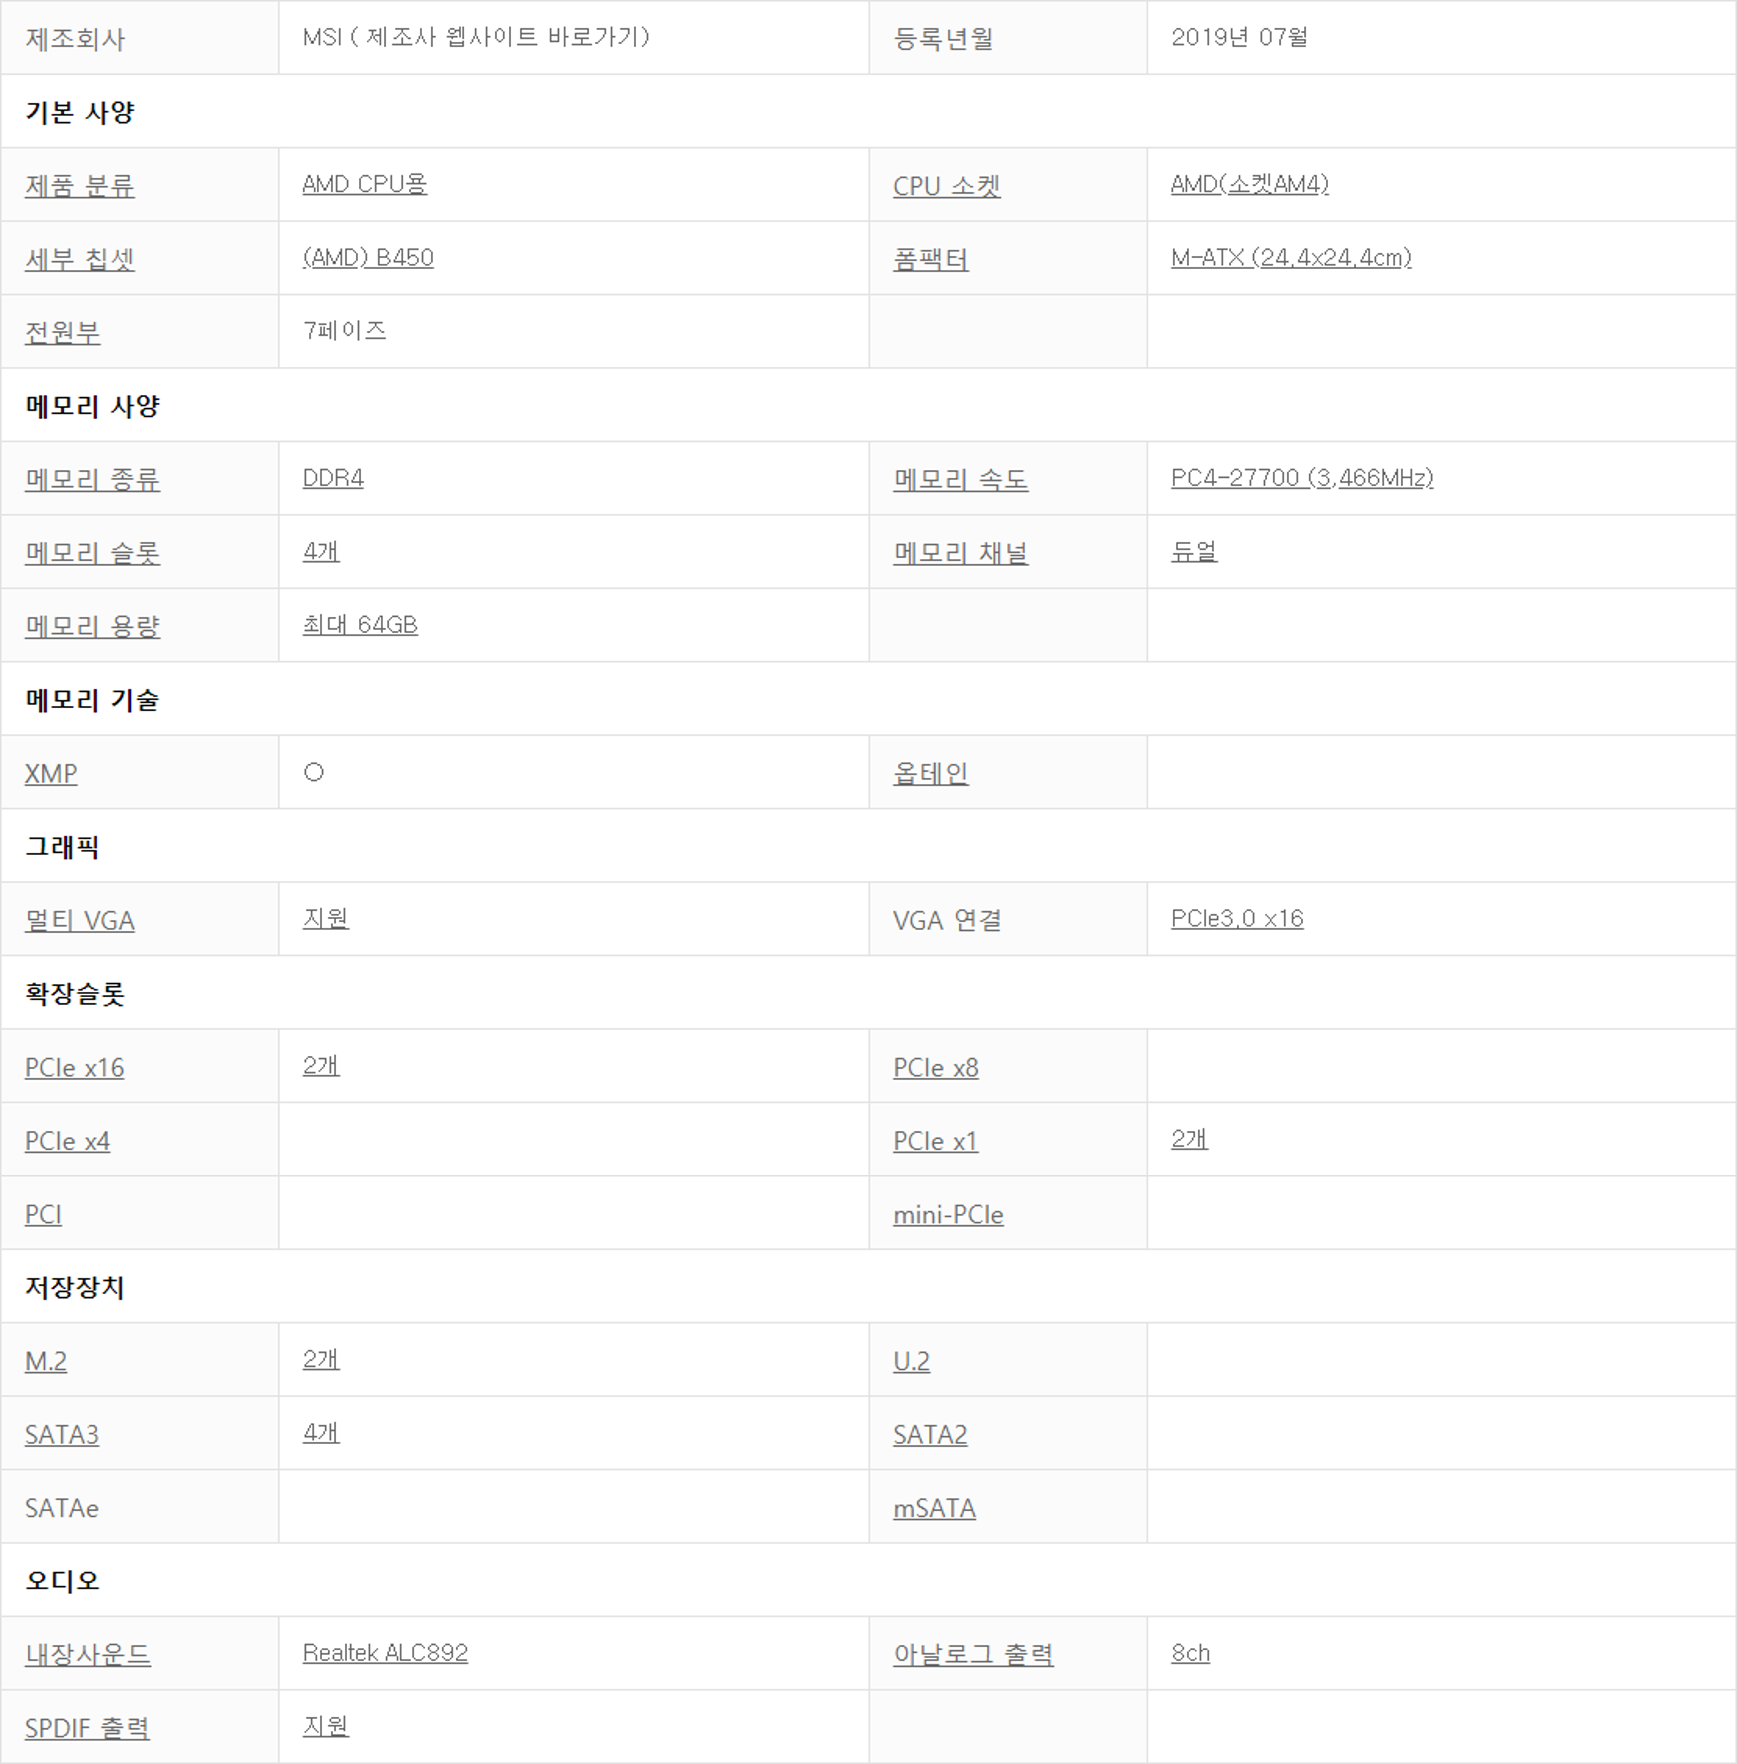 제조회사 MSI ( 제조사 웹사이트 바로가기) 등록년월 2019년 07월
기본 사양
제품 분류 AMD CPU용 CPU 소켓 AMD(소켓AM4)
세부 칩셋 (AMD) B450 폼팩터 M-ATX (24.4x24.4cm)
전원부 7페이즈
메모리 사양
메모리 종류 DDR4 메모리 속도 PC4-27700 (3,466MHz)
메모리 슬롯 4개 메모리 채널 듀얼
메모리 용량 최대 64GB
메모리 기술
XMP ○ 옵테인
그래픽
멀티 VGA 지원 VGA 연결 PCIe3.0 x16
확장슬롯
PCIe x16 2개 PCIe x8
PCIe x4 PCIe x1 2개
PCI mini-PCIe
저장장치
M.2 2개 U.2
SATA3 4개 SATA2
SATAe mSATA
오디오
내장사운드 Realtek ALC892 아날로그 출력 8ch
SPDIF 출력 지원